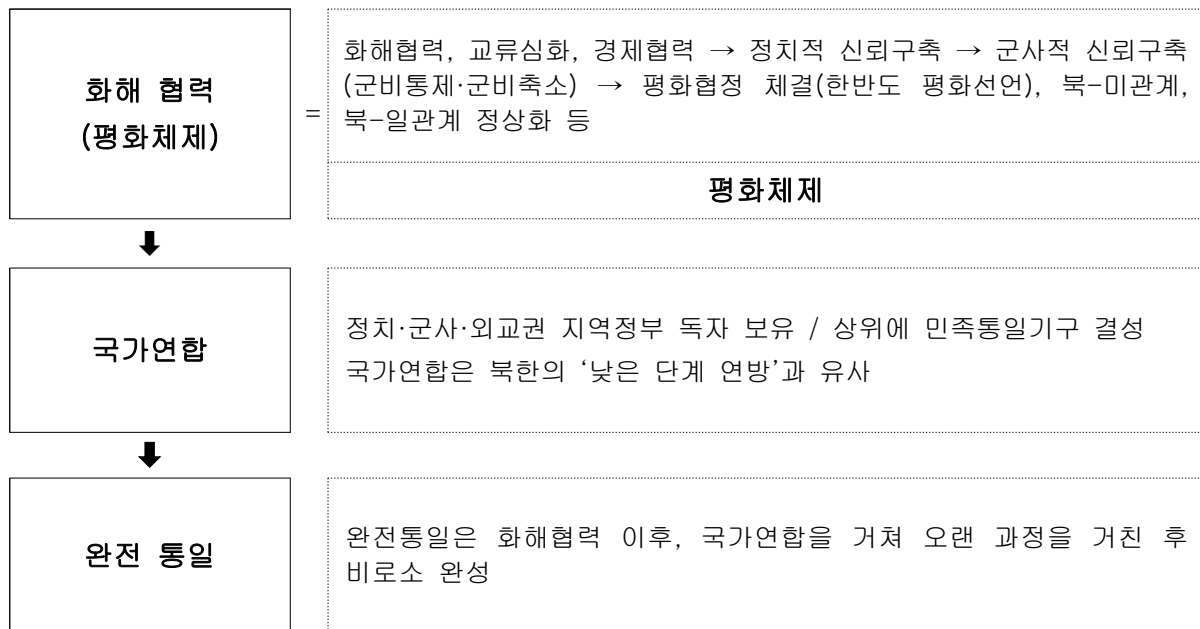 화해 협력
(평화체제)
=
화해협력, 교류심화, 경제협력 → 정치적 신뢰구축 → 군사적 신뢰구축
(군비통제·군비축소) → 평화협정 체결(한반도 평화선언), 북-미관계,
북-일관계 정상화 등
평화체제
국가연합
정치·군사·외교권 지역정부 독자 보유 / 상위에 민족통일기구 결성
국가연합은 북한의 ‘낮은 단계 연방’과 유사
완전 통일
완전통일은 화해협력 이후, 국가연합을 거쳐 오랜 과정을 거친 후
비로소 완성